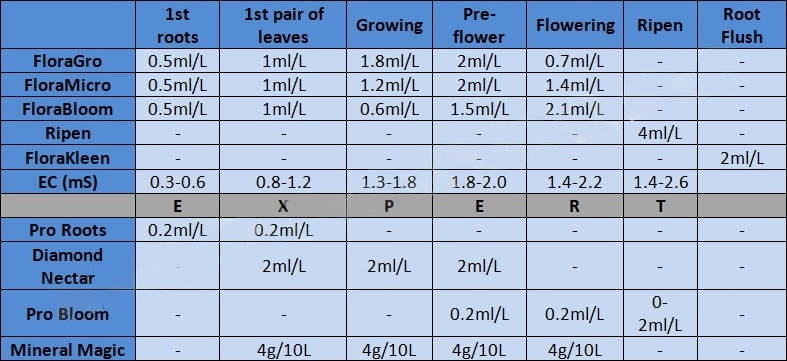 1st roots 1st pair of leaves Growing Pre-flower Flowering Ripen Root Flush
FloraGro 0.5ml/L 1ml/L 1.8ml/L 2ml/L 0.7ml/L - -
FloraMicro 0.5ml/L 1ml/L 1.2ml/L 2ml/L 1.4ml/L - -
FloraBloom 0.5ml/L 1ml/L 0.6ml/L 1.5ml/L 2.1ml/L - -
Ripen - - - - - 4ml/L -
FloraKleen - - - - - - 2ml/L
EC (mS) 0.3-0.6 0.8-1.2 1.3-1.8 1.8-2.0 1.4-2.2 1.4-2.6
E X P E R T
Pro Roots 0.2ml/L 0.2ml/L - - - - -
Diamond Nectar - 2ml/L 2ml/L 2ml/L - - -
Pro Bloom - - - 0.2ml/L 0.2ml/L 0-2ml/L -
Mineral Magic - 4g/10L 4g/10L 4g/10L 4g/10L - -